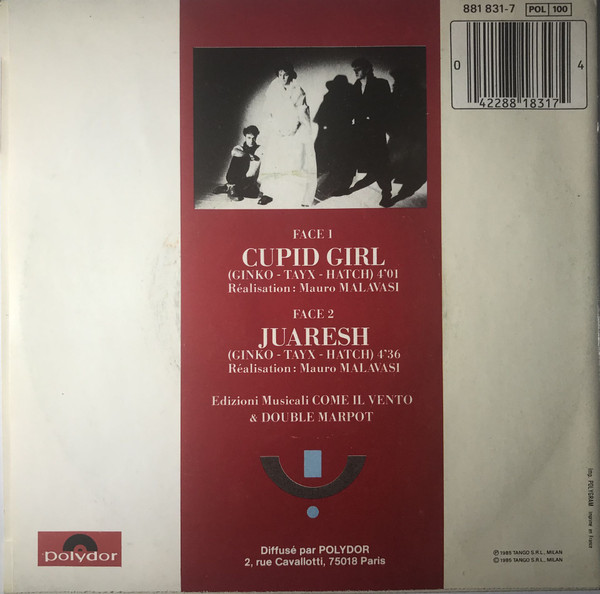 881 831-7 POL 100
0 4
42288 18317
FACE 1
CUPID GIRL
(GINKO - TAYX - HATCH) 4'01
Réalisation : Mauro MALAVASI
FACE 2
JUARESH
(GINKO - TAYX - HATCH) 4'36
Réalisation : Mauro MALAVASI
Edizioni Musicali COME IL VENTO
& DOUBLE MARPOT
Imp. POLYGRAM imprimé en France
polydor
Diffusé par POLYDOR
2, rue Cavallotti, 75018 Paris
℗ 1985 TANGO S.R.L., MILAN
© 1985 TANGO S.R.L., MILAN